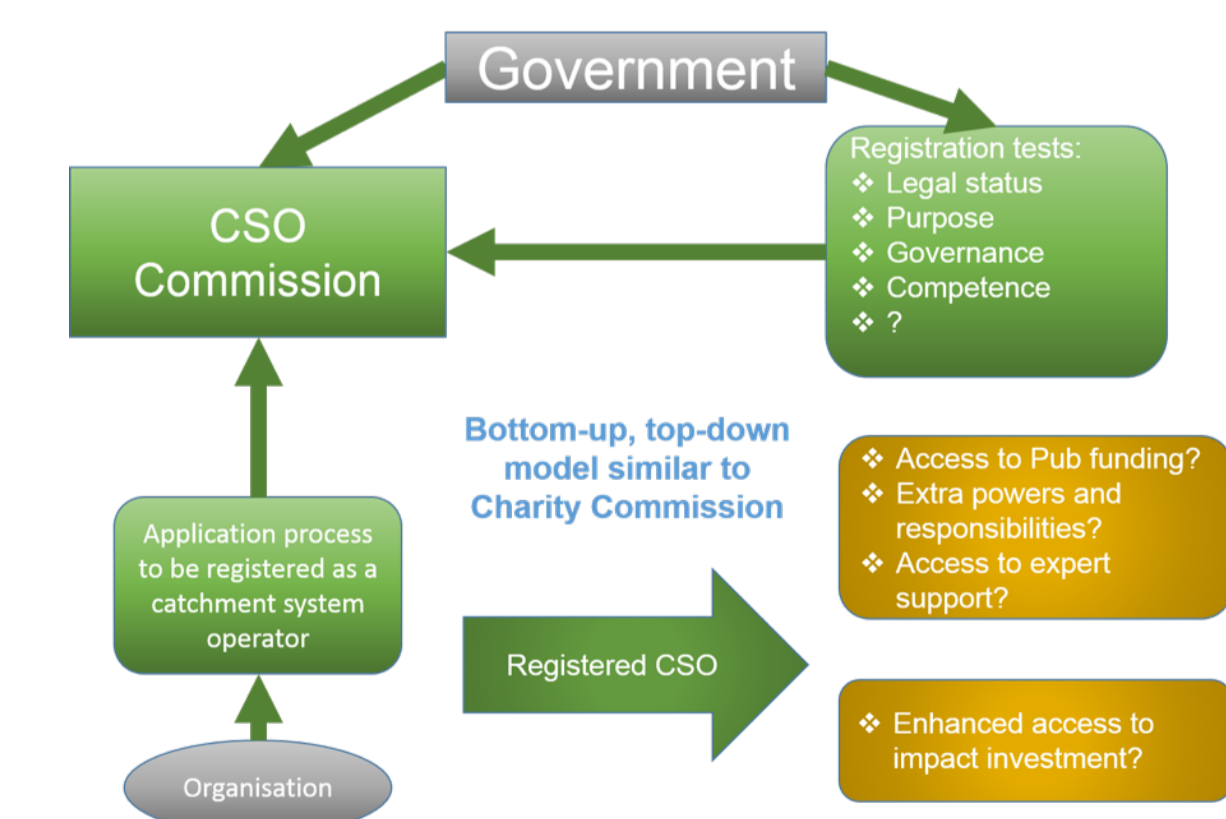 Government
CSO
Commission
Registration tests:
❖ Legal status
❖ Purpose
❖ Governance
❖ Competence
❖ ?
Bottom-up, top-down
model similar to
Charity Commission
Application process
to be registered as a
catchment system
operator
Organisation
Registered CSO
❖ Access to Pub funding?
❖ Extra powers and
responsibilities?
❖ Access to expert
support?
❖ Enhanced access to
impact investment?